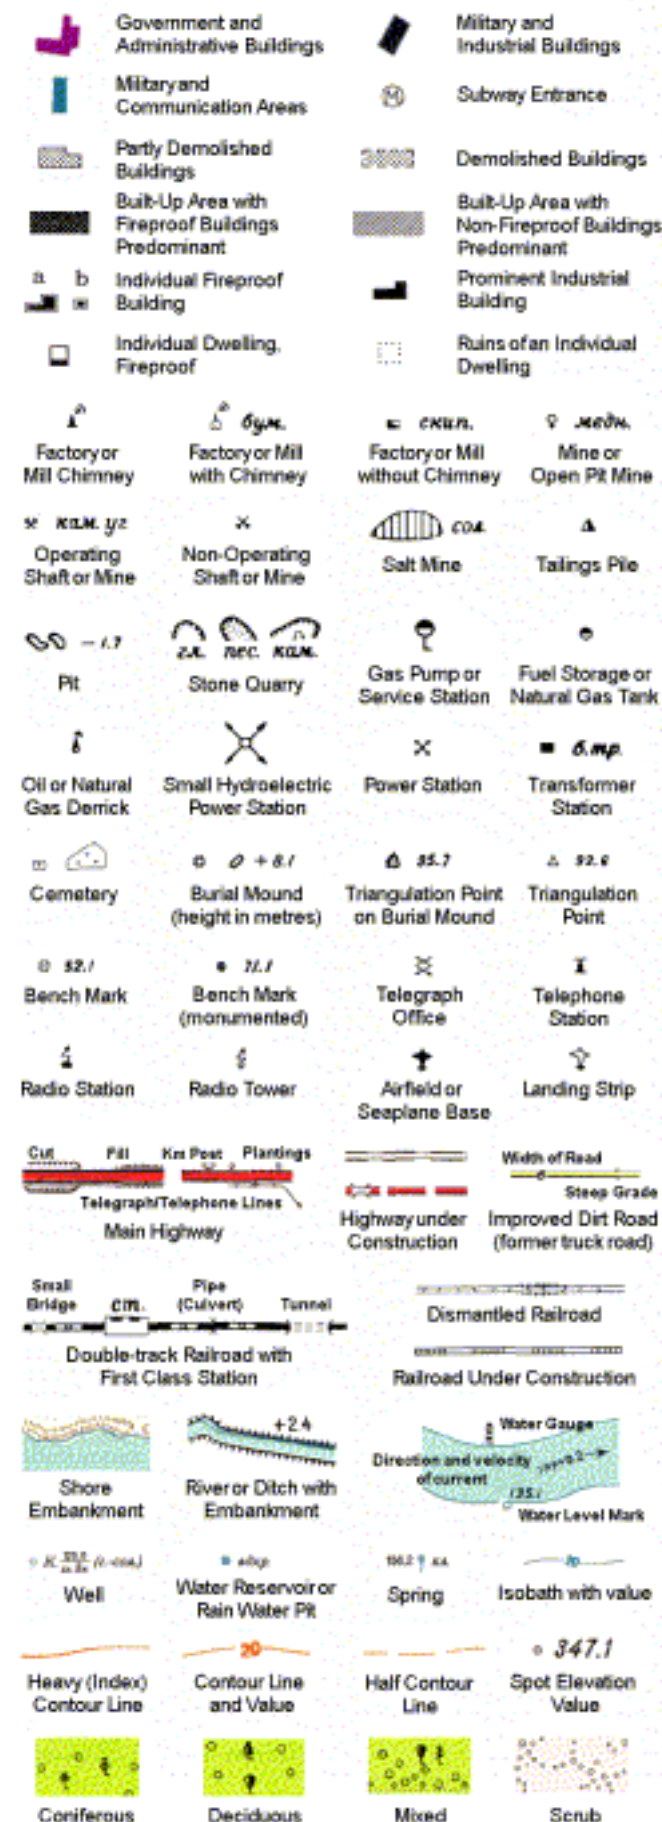 Government and
Administrative Buildings
Military and
Industrial Buildings
Military and
Communication Areas
M
Subway Entrance
Partly Demolished
Buildings
Demolished Buildings
Built-Up Area with
Fireproof Buildings
Predominant
Built-Up Area with
Non-Fireproof Buildings
Predominant
a b
Individual Fireproof
Building
Prominent Industrial
Building
Individual Dwelling,
Fireproof
Ruins of an Individual
Dwelling
бум. скип. медн.
Factory or
Mill Chimney
Factory or Mill
with Chimney
Factory or Mill
without Chimney
Mine or
Open Pit Mine
кам. уг сол.
Operating
Shaft or Mine
Non-Operating
Shaft or Mine
Salt Mine
Tailings Pile
-1.7 гл. пес. кам.
Pit
Stone Quarry
Gas Pump or
Service Station
Fuel Storage or
Natural Gas Tank
б.тр.
Oil or Natural
Gas Derrick
Small Hydroelectric
Power Station
Power Station
Transformer
Station
+8.1 95.7 92.6
Cemetery
Burial Mound
(height in metres)
Triangulation Point
on Burial Mound
Triangulation
Point
52.1 71.1
Bench Mark
Bench Mark
(monumented)
Telegraph
Office
Telephone
Station
Radio Station
Radio Tower
Airfield or
Seaplane Base
Landing Strip
Cut Fill Km Post Plantings
Telegraph/Telephone Lines
Main Highway
Highway under
Construction
Width of Road
Steep Grade
Improved Dirt Road
(former truck road)
Small
Bridge
cm.
Pipe
(Culvert)
Tunnel
Double-track Railroad with
First Class Station
Dismantled Railroad
Railroad Under Construction
+2.4
Shore
Embankment
River or Ditch with
Embankment
Water Gauge
Direction and velocity
of current
0.2
135.1
Water Level Mark
Well
Water Reservoir or
Rain Water Pit
Spring
Isobath with value
20
347.1
Heavy (Index)
Contour Line
Contour Line
and Value
Half Contour
Line
Spot Elevation
Value
Coniferous
Deciduous
Mixed
Scrub